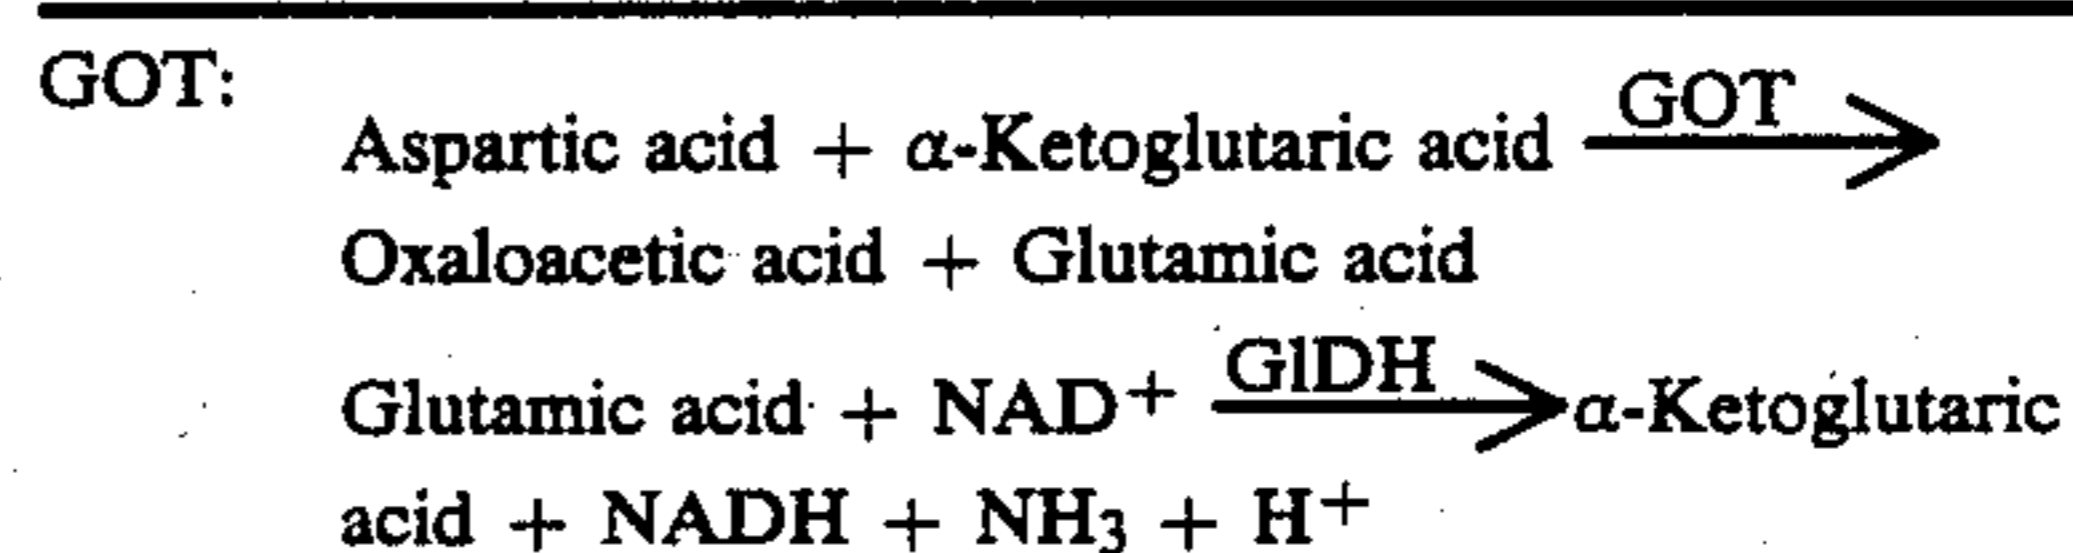 GOT:
Aspartic acid + α-Ketoglutaric acid GOT →
Oxaloacetic acid + Glutamic acid
Glutamic acid + NAD⁺ GlDH → α-Ketoglutaric
acid + NADH + NH₃ + H⁺